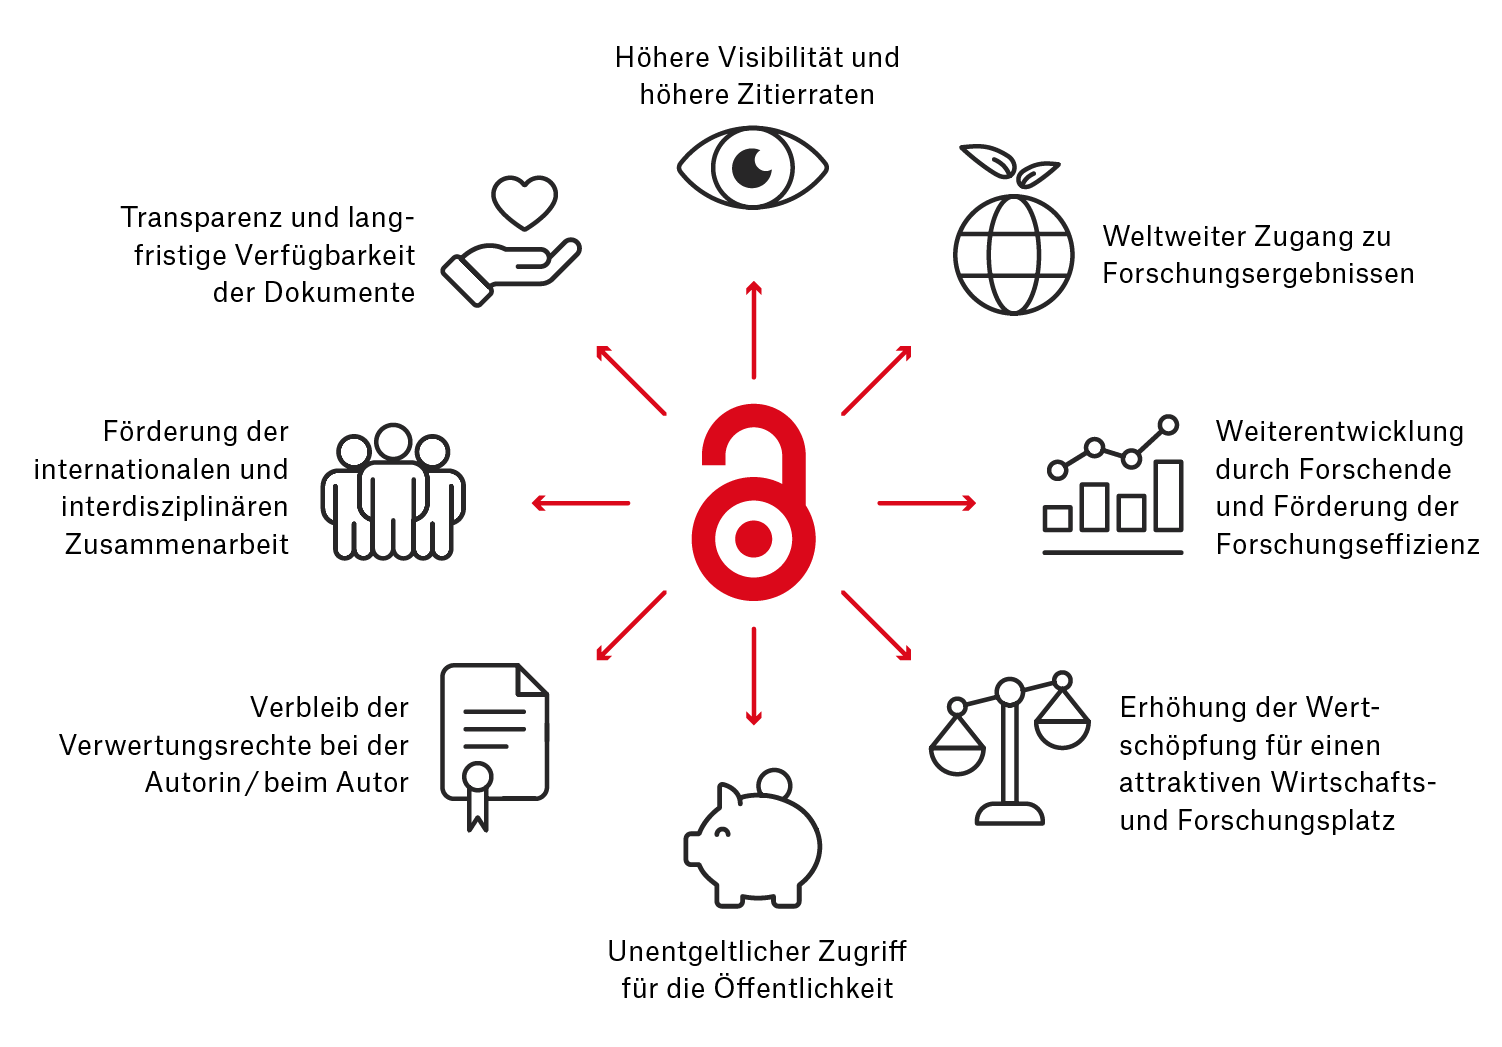 Höhere Visibilität und
höhere Zitierraten
Weltweiter Zugang zu
Forschungsergebnissen
Weiterentwicklung
durch Forschende
und Förderung der
Forschungseffizienz
Erhöhung der Wert-
schöpfung für einen
attraktiven Wirtschafts-
und Forschungsplatz
Unentgeltlicher Zugriff
für die Öffentlichkeit
Verbleib der
Verwertungsrechte bei der
Autorin / beim Autor
Förderung der
internationalen und
interdisziplinären
Zusammenarbeit
Transparenz und lang-
fristige Verfügbarkeit
der Dokumente